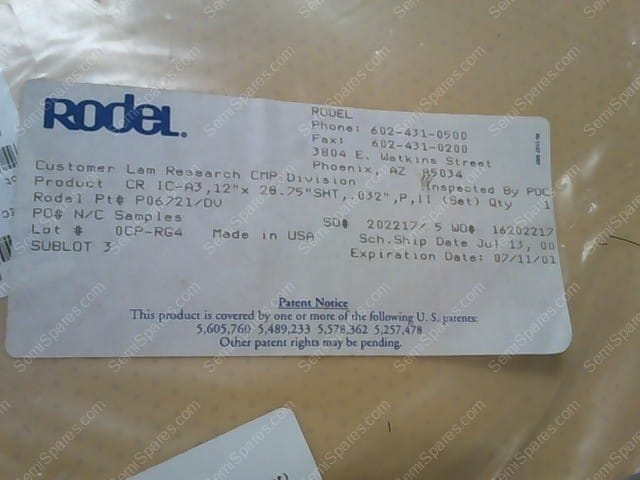 RODEL.
RODEL
Phone: 602-431-0500
Fax: 602-431-0200
3804 E. Watkins Street
Phoenix, AZ 85034
Customer Lam Research CMP Division
Inspected By PDC
Product CR IC-A3,12"x 28.75"SHT,.032",P,II (Set) Qty 1
Rodel Pt# P06721/DV
PO# N/C Samples
SO# 202217/ 5 WO# 16202217
Lot # 0CP-RG4 Made in USA
Sch.Ship Date Jul 13, 00
SUBLOT 3
Expiration Date: 07/11/01
Patent Notice
This product is covered by one or more of the following U. S. patents:
5,605,760 5,489,233 5,578,362 5,257,478
Other patent rights may be pending.
SemiSpares.com